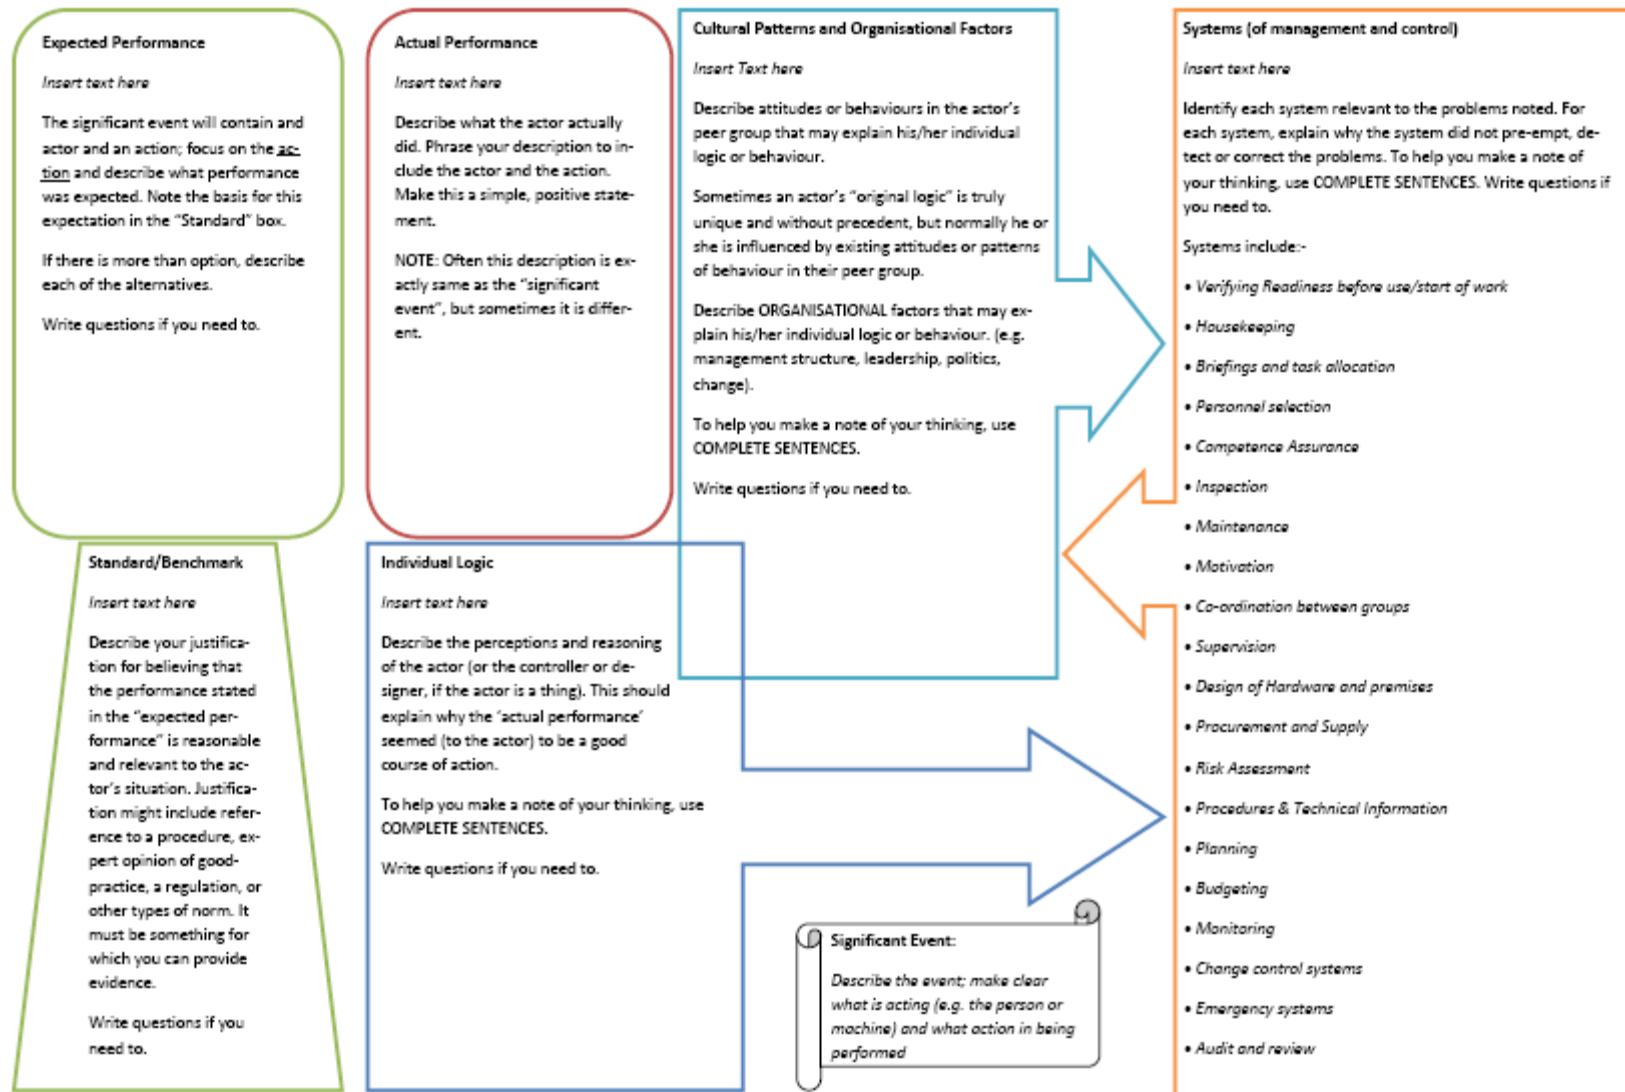 Expected Performance
Insert text here
The significant event will contain and
actor and an action; focus on the ac-
tion and describe what performance
was expected. Note the basis for this
expectation in the "Standard" box.
If there is more than option, describe
each of the alternatives.
Write questions if you need to.
Actual Performance
Insert text here
Describe what the actor actually
did. Phrase your description to in-
clude the actor and the action.
Make this a simple, positive state-
ment.
NOTE: Often this description is ex-
actly same as the "significant
event", but sometimes it is differ-
ent.
Cultural Patterns and Organisational Factors
Insert Text here
Describe attitudes or behaviours in the actor's
peer group that may explain his/her individual
logic or behaviour.
Sometimes an actor's "original logic" is truly
unique and without precedent, but normally he or
she is influenced by existing attitudes or patterns
of behaviour in their peer group.
Describe ORGANISATIONAL factors that may ex-
plain his/her individual logic or behaviour. (e.g.
management structure, leadership, politics,
change).
To help you make a note of your thinking, use
COMPLETE SENTENCES.
Write questions if you need to.
Systems (of management and control)
Insert text here
Identify each system relevant to the problems noted. For
each system, explain why the system did not pre-empt, de-
tect or correct the problems. To help you make a note of
your thinking, use COMPLETE SENTENCES. Write questions if
you need to.
Systems include:-
• Verifying Readiness before use/start of work
• Housekeeping
• Briefings and task allocation
• Personnel selection
• Competence Assurance
• Inspection
• Maintenance
• Motivation
• Co-ordination between groups
• Supervision
• Design of Hardware and premises
• Procurement and Supply
• Risk Assessment
• Procedures & Technical Information
• Planning
• Budgeting
• Monitoring
• Change control systems
• Emergency systems
• Audit and review
Standard/Benchmark
Insert text here
Describe your justifica-
tion for believing that
the performance stated
in the "expected per-
formance" is reasonable
and relevant to the ac-
tor's situation. Justifica-
tion might include refer-
ence to a procedure, ex-
pert opinion of good-
practice, a regulation, or
other types of norm. It
must be something for
which you can provide
evidence.
Write questions if you
need to.
Individual Logic
Insert text here
Describe the perceptions and reasoning
of the actor (or the controller or de-
signer, if the actor is a thing). This should
explain why the 'actual performance'
seemed (to the actor) to be a good
course of action.
To help you make a note of your thinking, use
COMPLETE SENTENCES.
Write questions if you need to.
Significant Event:
Describe the event; make clear
what is acting (e.g. the person or
machine) and what action in being
performed